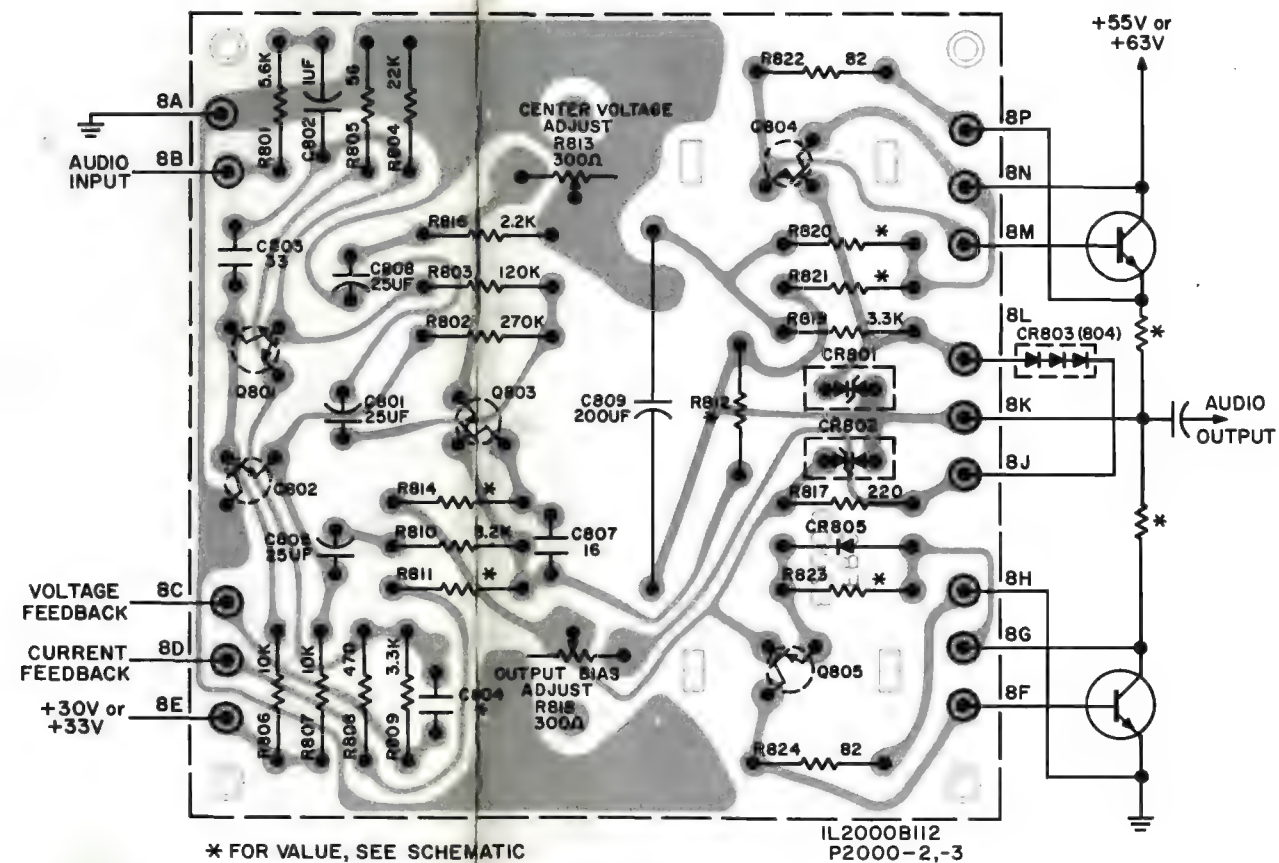 +55V or
+63V
8A
AUDIO
INPUT
8B
R801
5.6K
C802
1UF
R805
56
R804
22K
CENTER VOLTAGE
ADJUST
R813
300Ω
R822 82
8P
8N
8M
R816 2.2K
R820 *
C803
33
C808
25UF
R803 120K
R821 *
R802 270K
R819 3.3K
8L
CR803(804)
CR801
Q801
C801
25UF
Q803
C809
200UF
R812
*
8K
AUDIO
OUTPUT
CR802
8J
R814 *
R817 220
R810 8.2K
C807
16
CR805
25UF
R811 *
R823 *
8H
VOLTAGE
FEEDBACK
8C
CURRENT
FEEDBACK
8D
+30V or
+33V
8E
R806
10K
R807
10K
R808
470
R809
3.3K
C804
*
OUTPUT BIAS
ADJUST
R818
300Ω
Q805
8G
8F
R824 82
*
*
* FOR VALUE, SEE SCHEMATIC
IL2000B112
P2000-2,-3